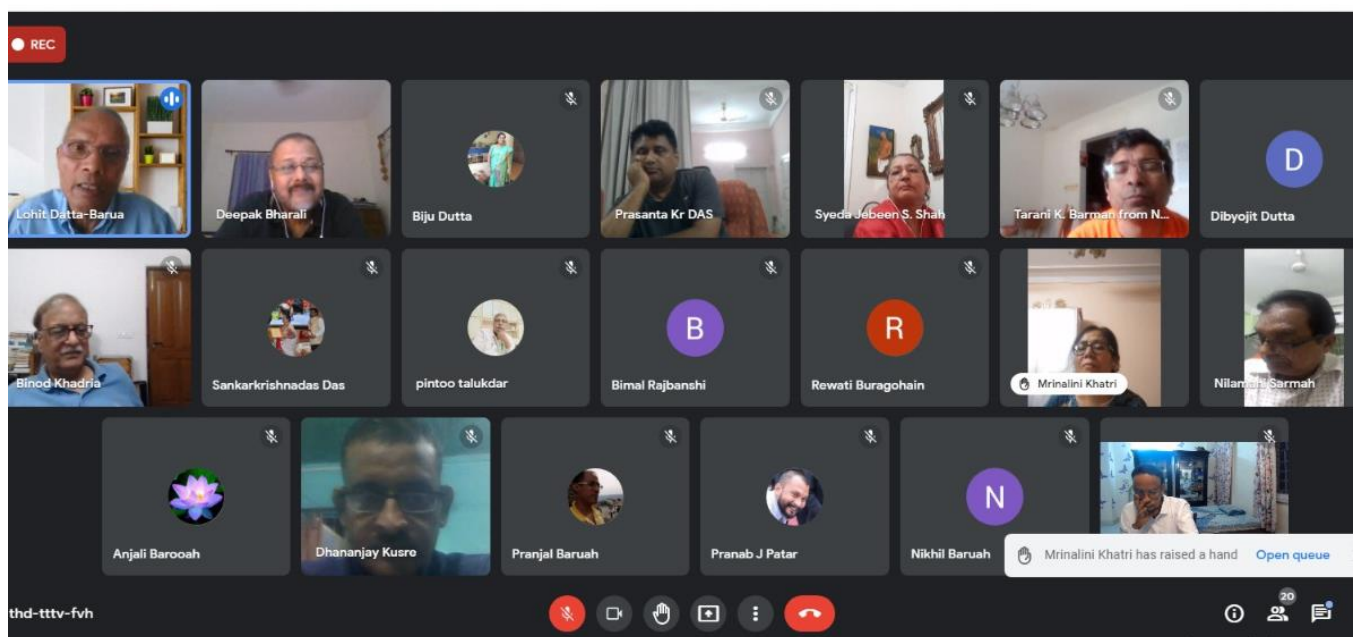 REC
Lohit Datta-Barua
Deepak Bharali
Biju Dutta
Prasanta Kr DAS
Syeda Jebeen S. Shah
Tarani K. Barman from N...
D
Dibyojit Dutta
Binod Khadria
Sankarkrishnadas Das
pintoo talukdar
B
Bimal Rajbanshi
R
Rewati Buragohain
Mrinalini Khatri
Nilamani Sarmah
Anjali Barooah
Dhananjay Kusre
Pranjal Baruah
Pranab J Patar
N
Nikhil Baruah
Mrinalini Khatri has raised a hand Open queue
thd-tttv-fvh
20